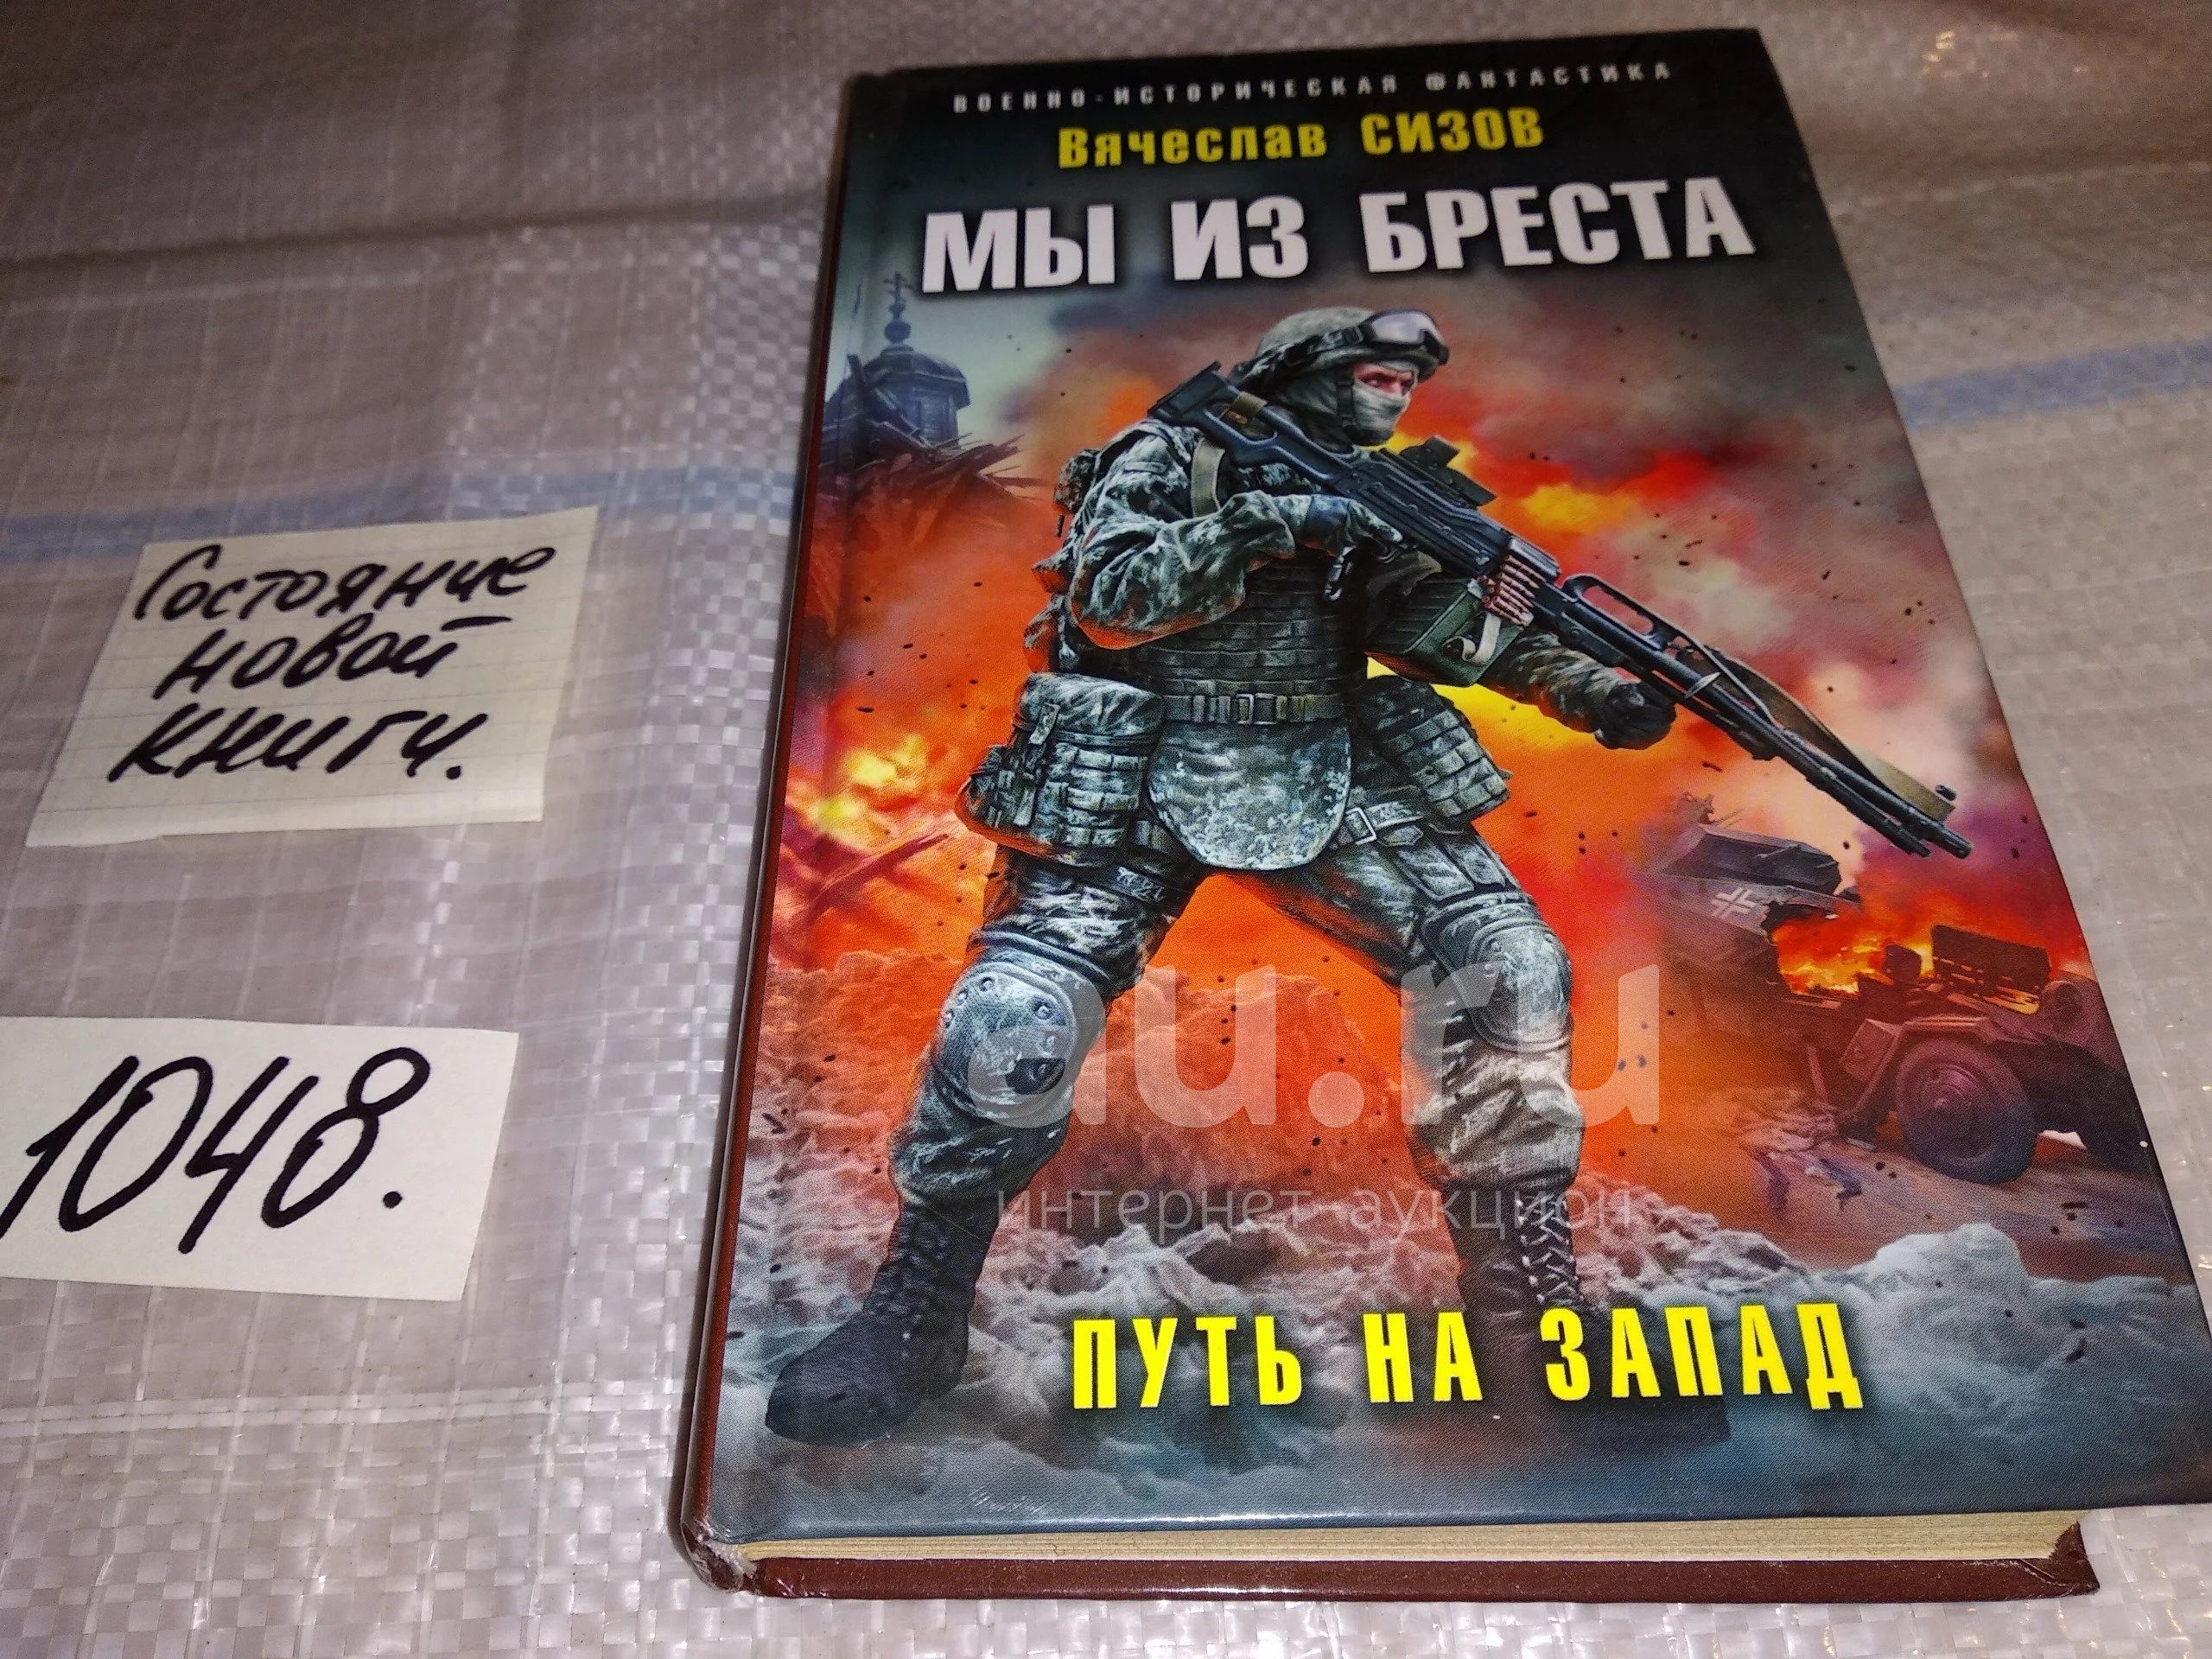 ВОЕННО-ИСТОРИЧЕСКАЯ ФАНТАСТИКА
Вячеслав СИЗОВ
МЫ ИЗ БРЕСТА
ПУТЬ НА ЗАПАД
Состояние
новой
книги.
1048.
au.ru
интернет-аукцион